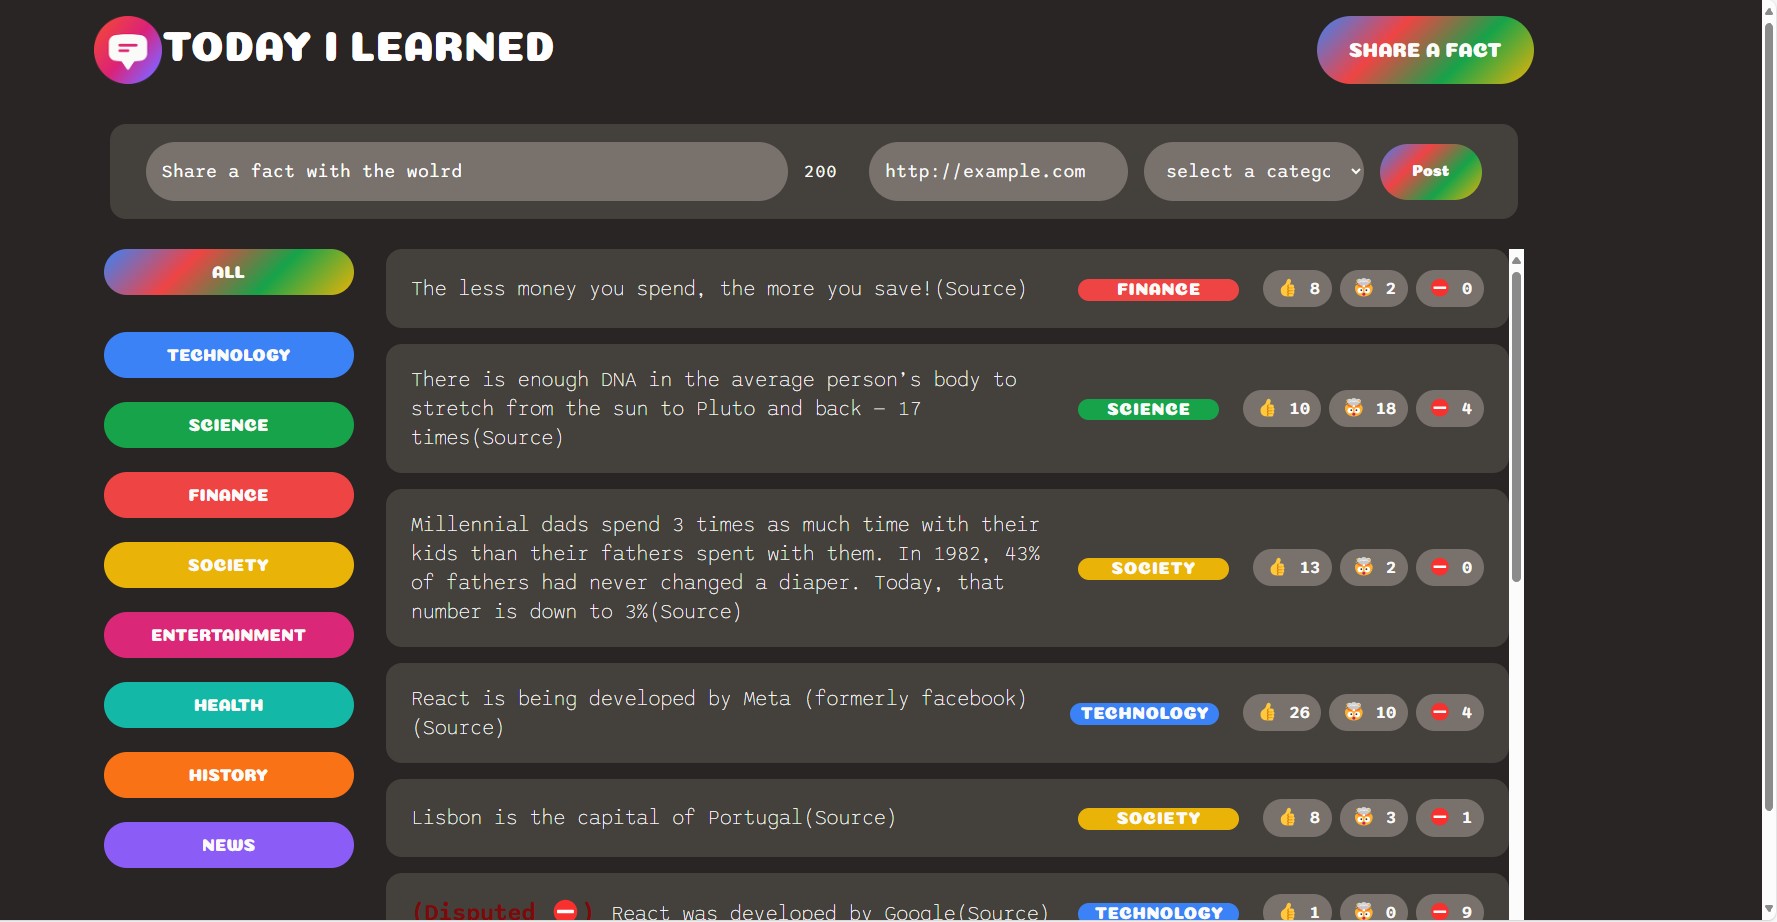 TODAY I LEARNED
SHARE A FACT
Share a fact with the wolrd
200
http://example.com
select a categc
Post
ALL
TECHNOLOGY
SCIENCE
FINANCE
SOCIETY
ENTERTAINMENT
HEALTH
HISTORY
NEWS
The less money you spend, the more you save!(Source)
FINANCE
👍 8
🤯 2
⛔ 0
There is enough DNA in the average person’s body to
stretch from the sun to Pluto and back — 17
times(Source)
SCIENCE
👍 10
🤯 18
⛔ 4
Millennial dads spend 3 times as much time with their
kids than their fathers spent with them. In 1982, 43%
of fathers had never changed a diaper. Today, that
number is down to 3%(Source)
SOCIETY
👍 13
🤯 2
⛔ 0
React is being developed by Meta (formerly facebook)
(Source)
TECHNOLOGY
👍 26
🤯 10
⛔ 4
Lisbon is the capital of Portugal(Source)
SOCIETY
👍 8
🤯 3
⛔ 1
(Disputed ⛔) React was developed by Google(Source)
TECHNOLOGY
👍 1
🤯 0
⛔ 9